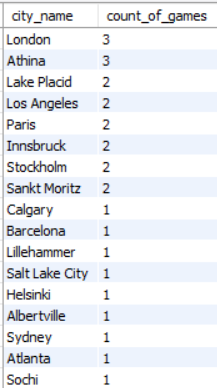 city_name count_of_games
London 3
Athina 3
Lake Placid 2
Los Angeles 2
Paris 2
Innsbruck 2
Stockholm 2
Sankt Moritz 2
Calgary 1
Barcelona 1
Lillehammer 1
Salt Lake City 1
Helsinki 1
Albertville 1
Sydney 1
Atlanta 1
Sochi 1